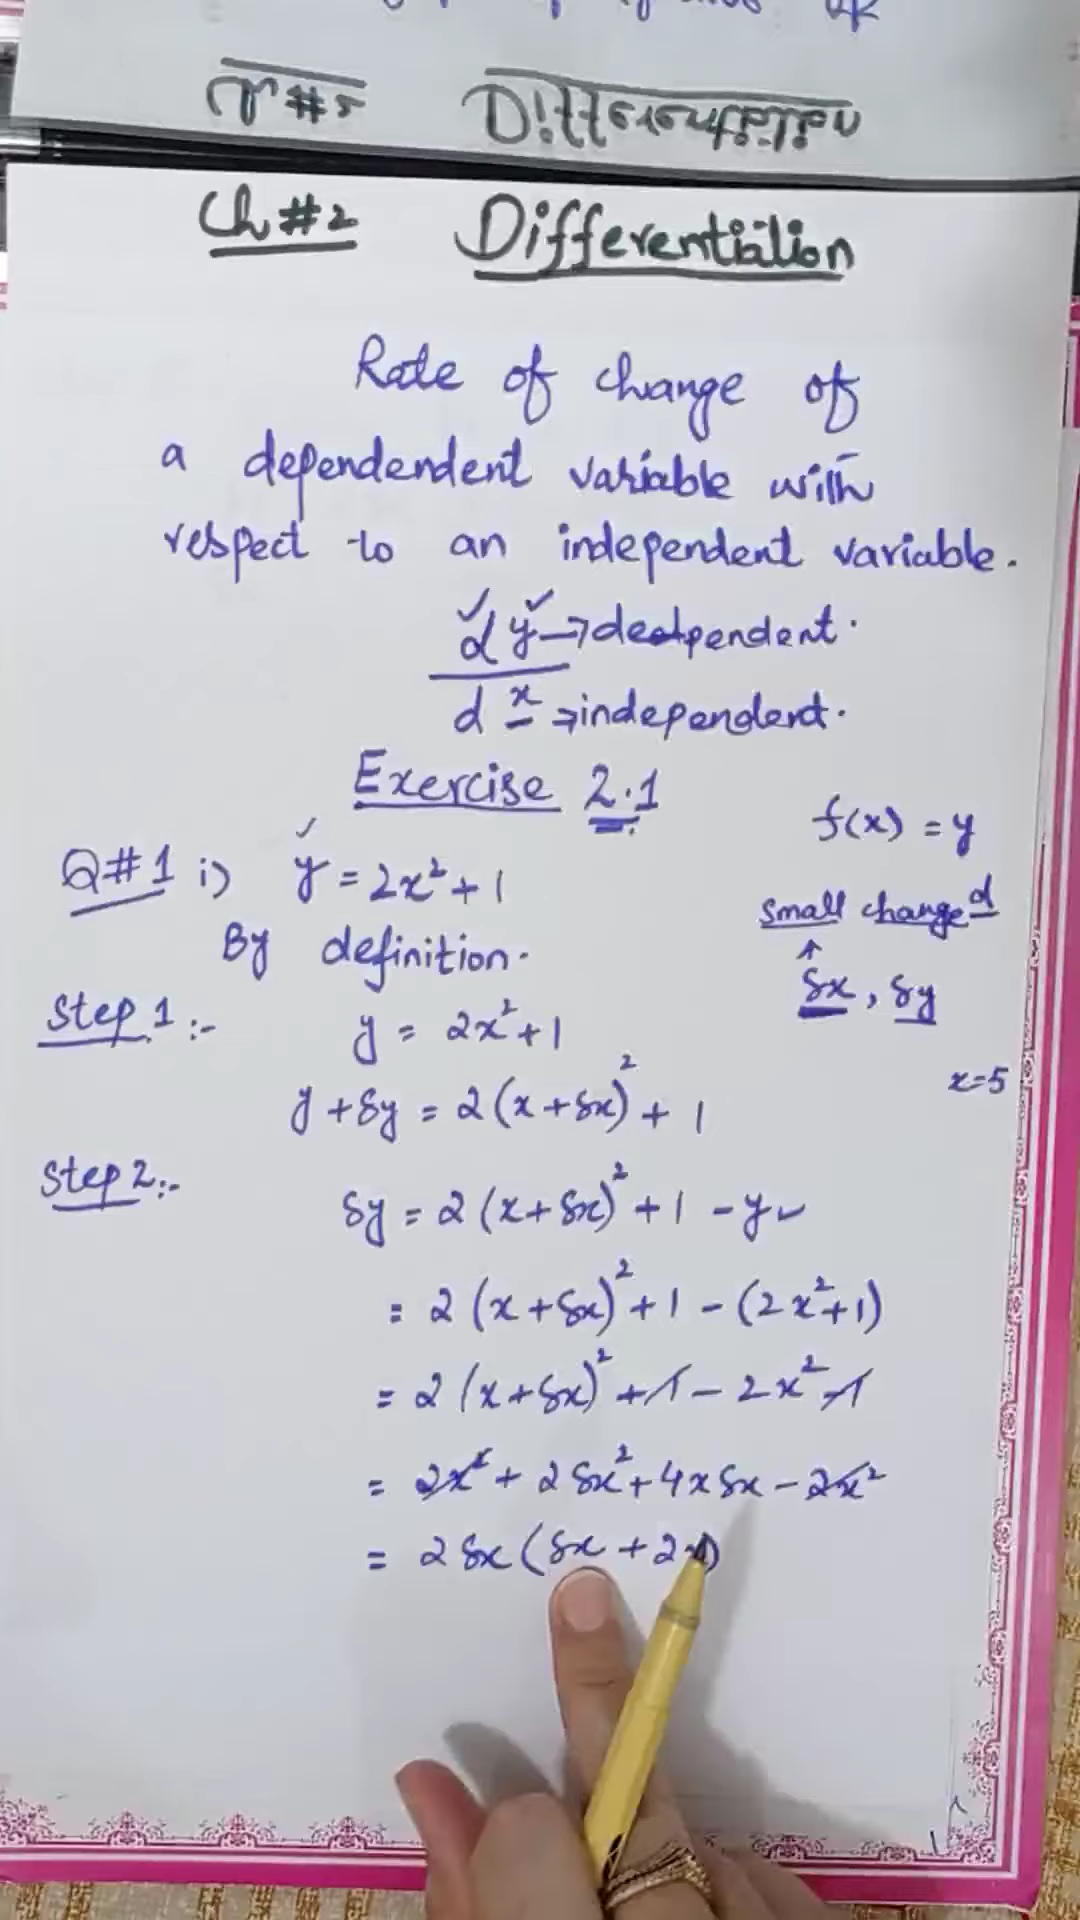 Ch #2 Differentiation
Rate of change of
a dependendent variable with
respect to an independent variable.
dy → dependent.
dx → independent.
Exercise 2.1
f(x) = y
Q#1 i) y = 2x² + 1
small change d
By definition.
δx, δy
Step 1:- y = 2x² + 1
x=5
y + δy = 2(x + δx)² + 1
Step 2:-
δy = 2(x + δx)² + 1 - y
= 2(x + δx)² + 1 - (2x² + 1)
= 2(x + δx)² + 1 - 2x² - 1
= 2x² + 2δx² + 4xδx - 2x²
= 2δx(δx + 2x)